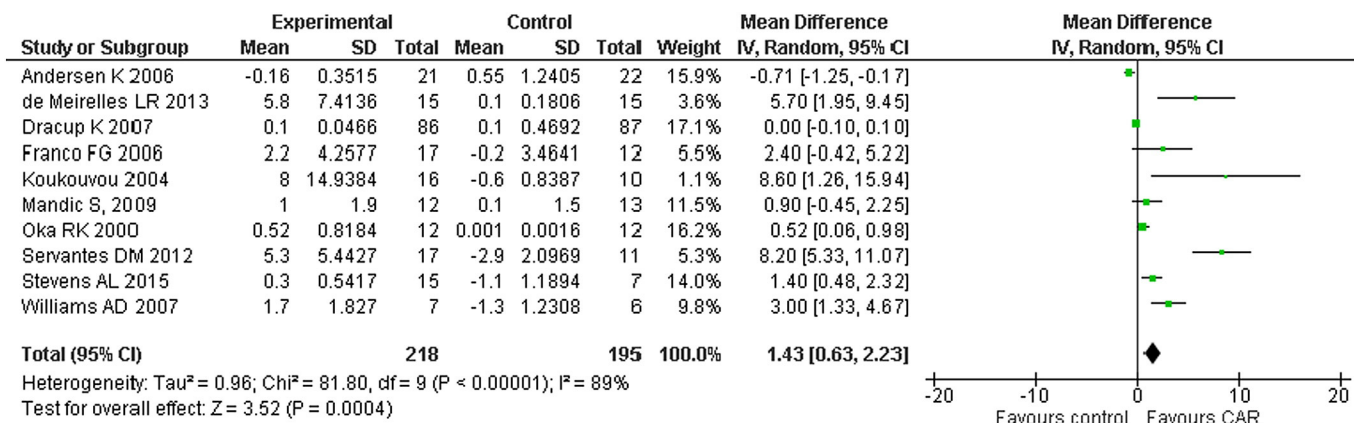 Experimental Control Mean Difference Mean Difference
Study or Subgroup Mean SD Total Mean SD Total Weight IV, Random, 95% CI IV, Random, 95% CI
Andersen K 2006 -0.16 0.3515 21 0.55 1.2405 22 15.9% -0.71 [-1.25, -0.17]
de Meirelles LR 2013 5.8 7.4136 15 0.1 0.1806 15 3.6% 5.70 [1.95, 9.45]
Dracup K 2007 0.1 0.0466 86 0.1 0.4692 87 17.1% 0.00 [-0.10, 0.10]
Franco FG 2006 2.2 4.2577 17 -0.2 3.4641 12 5.5% 2.40 [-0.42, 5.22]
Koukouvou 2004 8 14.9384 16 -0.6 0.8387 10 1.1% 8.60 [1.26, 15.94]
Mandic S, 2009 1 1.9 12 0.1 1.5 13 11.5% 0.90 [-0.45, 2.25]
Oka RK 2000 0.52 0.8184 12 0.001 0.0016 12 16.2% 0.52 [0.06, 0.98]
Servantes DM 2012 5.3 5.4427 17 -2.9 2.0969 11 5.3% 8.20 [5.33, 11.07]
Stevens AL 2015 0.3 0.5417 15 -1.1 1.1894 7 14.0% 1.40 [0.48, 2.32]
Williams AD 2007 1.7 1.827 7 -1.3 1.2308 6 9.8% 3.00 [1.33, 4.67]
Total (95% CI) 218 195 100.0% 1.43 [0.63, 2.23]
Heterogeneity: Tau² = 0.96; Chi² = 81.80, df = 9 (P < 0.00001); I² = 89%
Test for overall effect: Z = 3.52 (P = 0.0004)
-20 -10 0 10 20
Favours control Favours CAR